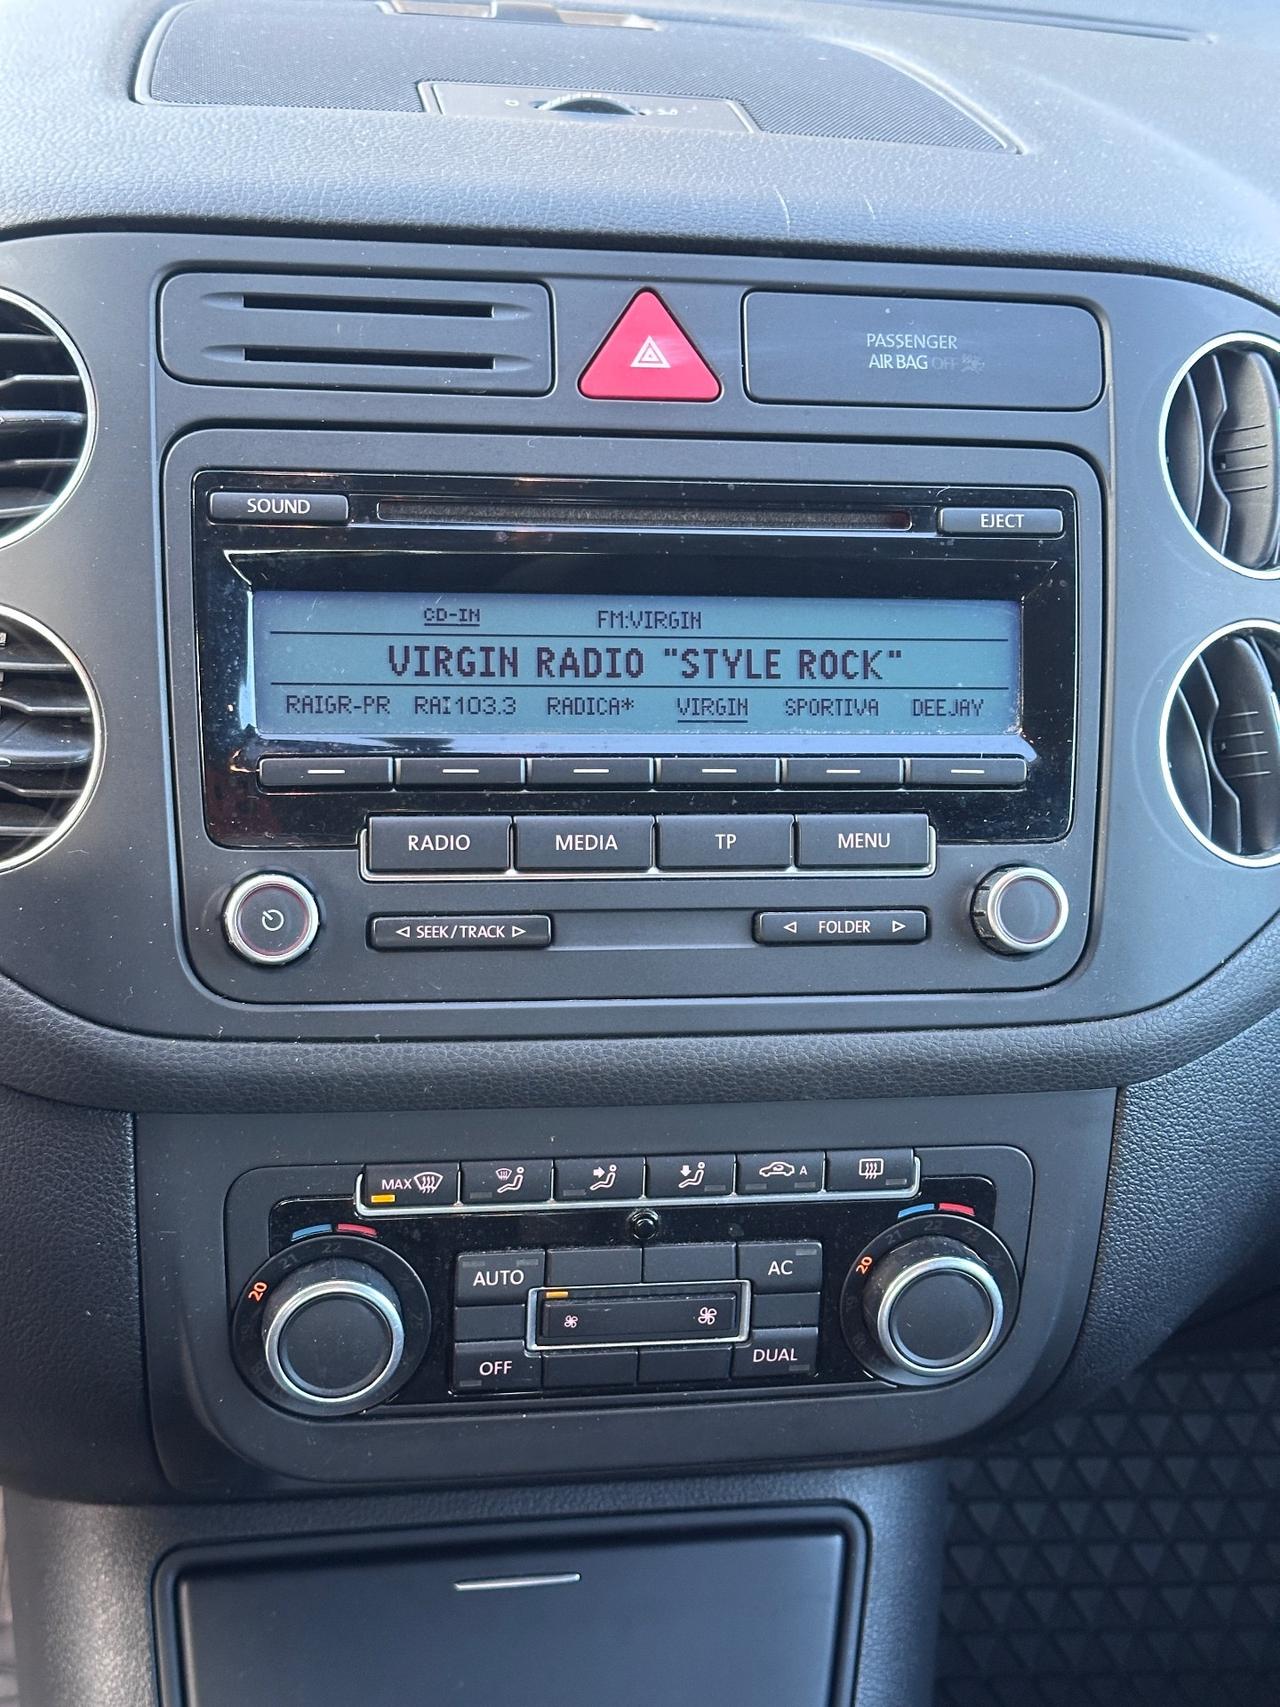 PASSENGER
AIR BAG OFF
SOUND
EJECT
CD-IN FM:VIRGIN
VIRGIN RADIO "STYLE ROCK"
RAIGR-PR RAI103.3 RADICA* VIRGIN SPORTIVA DEEJAY
RADIO MEDIA TP MENU
SEEK/TRACK FOLDER
MAX A
21 22 21 22
20 20
AUTO AC
OFF DUAL